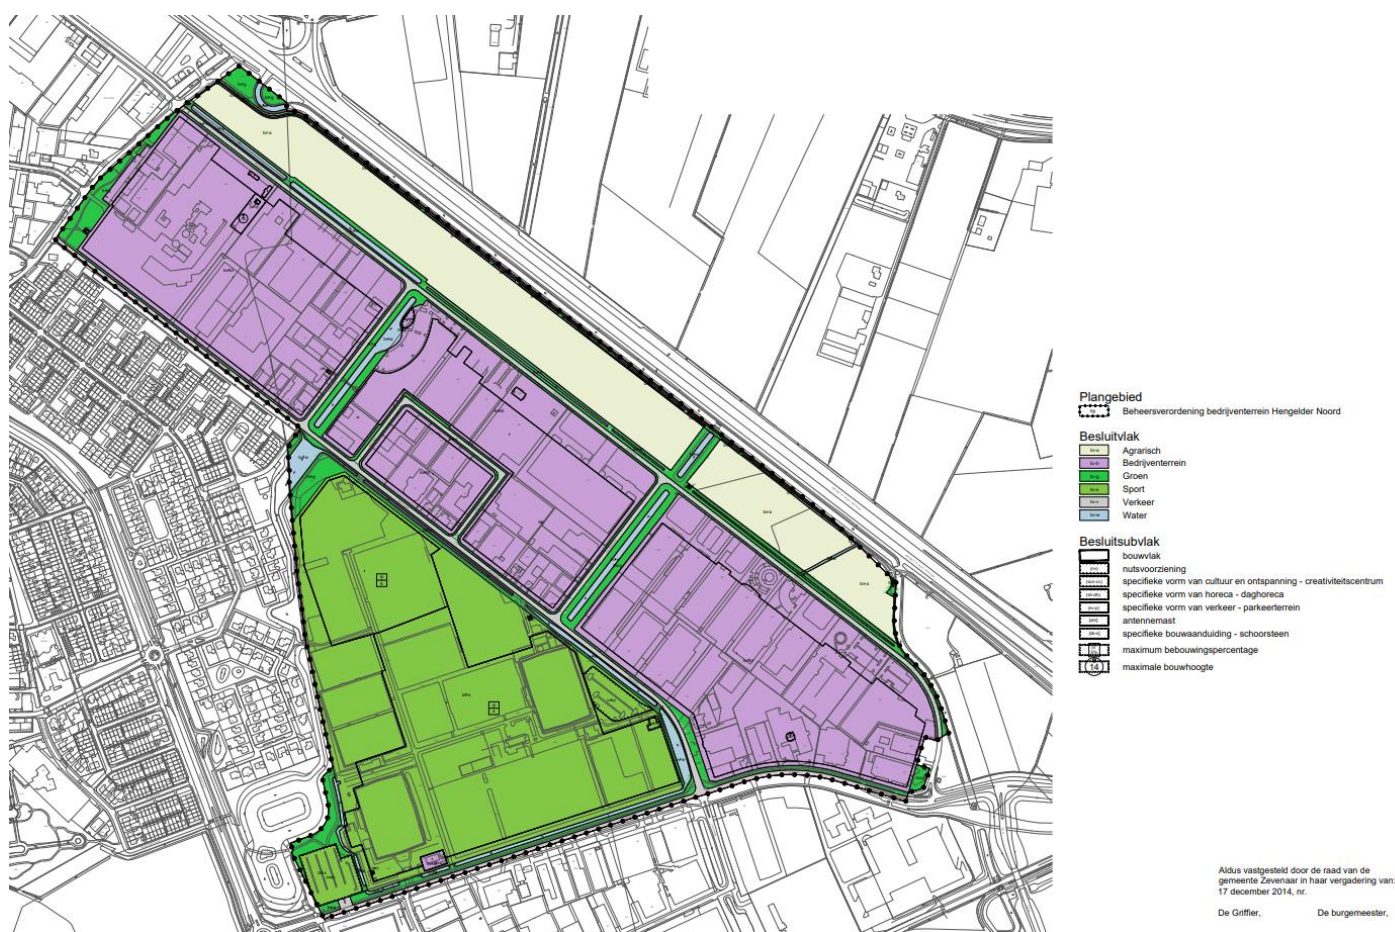 Plangebied
Beheersverordening bedrijventerrein Hengelder Noord
Besluitvlak
Agrarisch
Bedrijventerrein
Groen
Sport
Verkeer
Water
Besluitsubvlak
bouwvlak
nutsvoorziening
specifieke vorm van cultuur en ontspanning - creativiteitscentrum
specifieke vorm van horeca - daghoreca
specifieke vorm van verkeer - parkeerterrein
antennemast
specifieke bouwaanduiding - schoorsteen
maximum bebouwingspercentage
14 maximale bouwhoogte
Aldus vastgesteld door de raad van de
gemeente Zevenaar in haar vergadering van:
17 december 2014, nr.
De Griffier, De burgemeester,